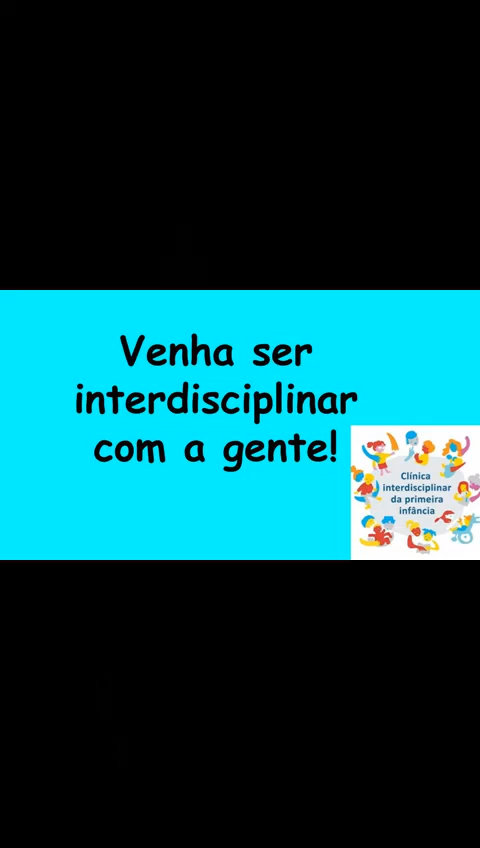 Venha ser
interdisciplinar
com a gente!
Clínica
interdisciplinar
da primeira
infância